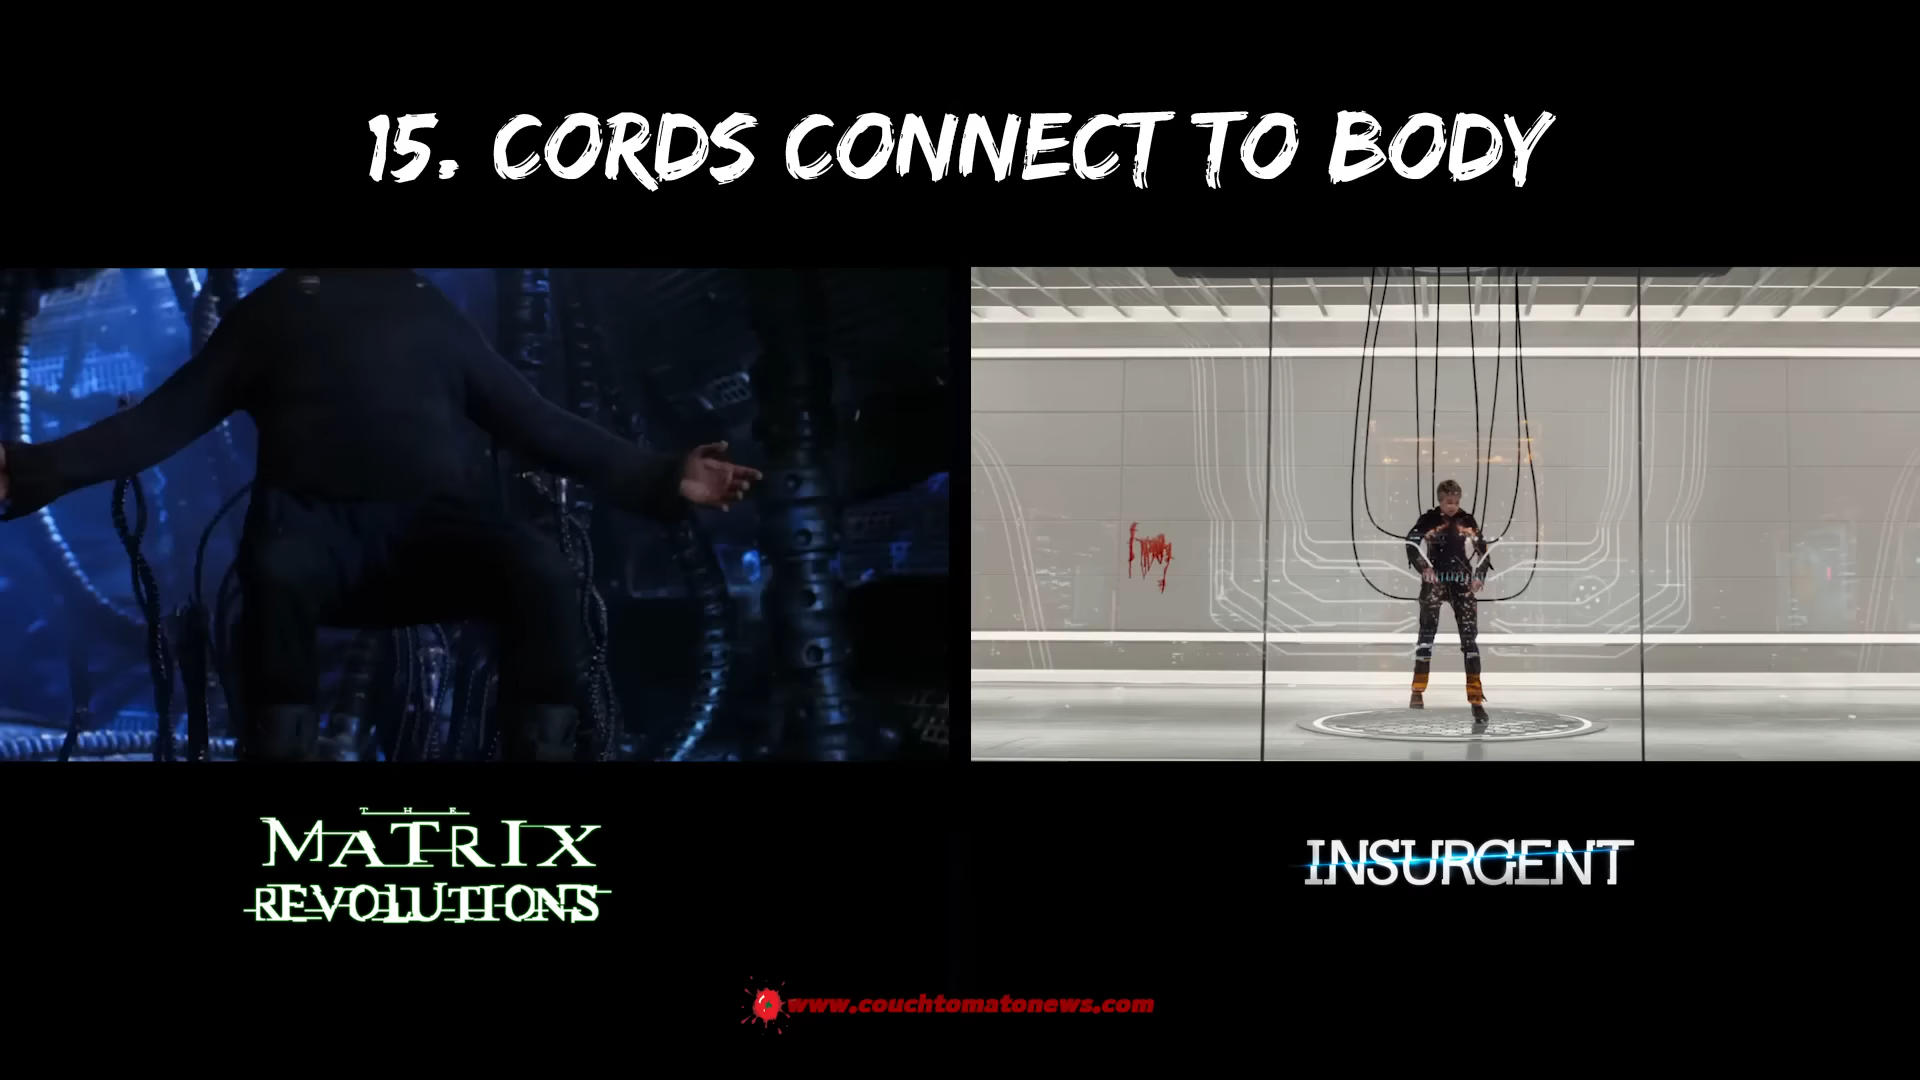 15. CORDS CONNECT TO BODY
THE
MATRIX
REVOLUTIONS
INSURGENT
www.couchtomatonews.com